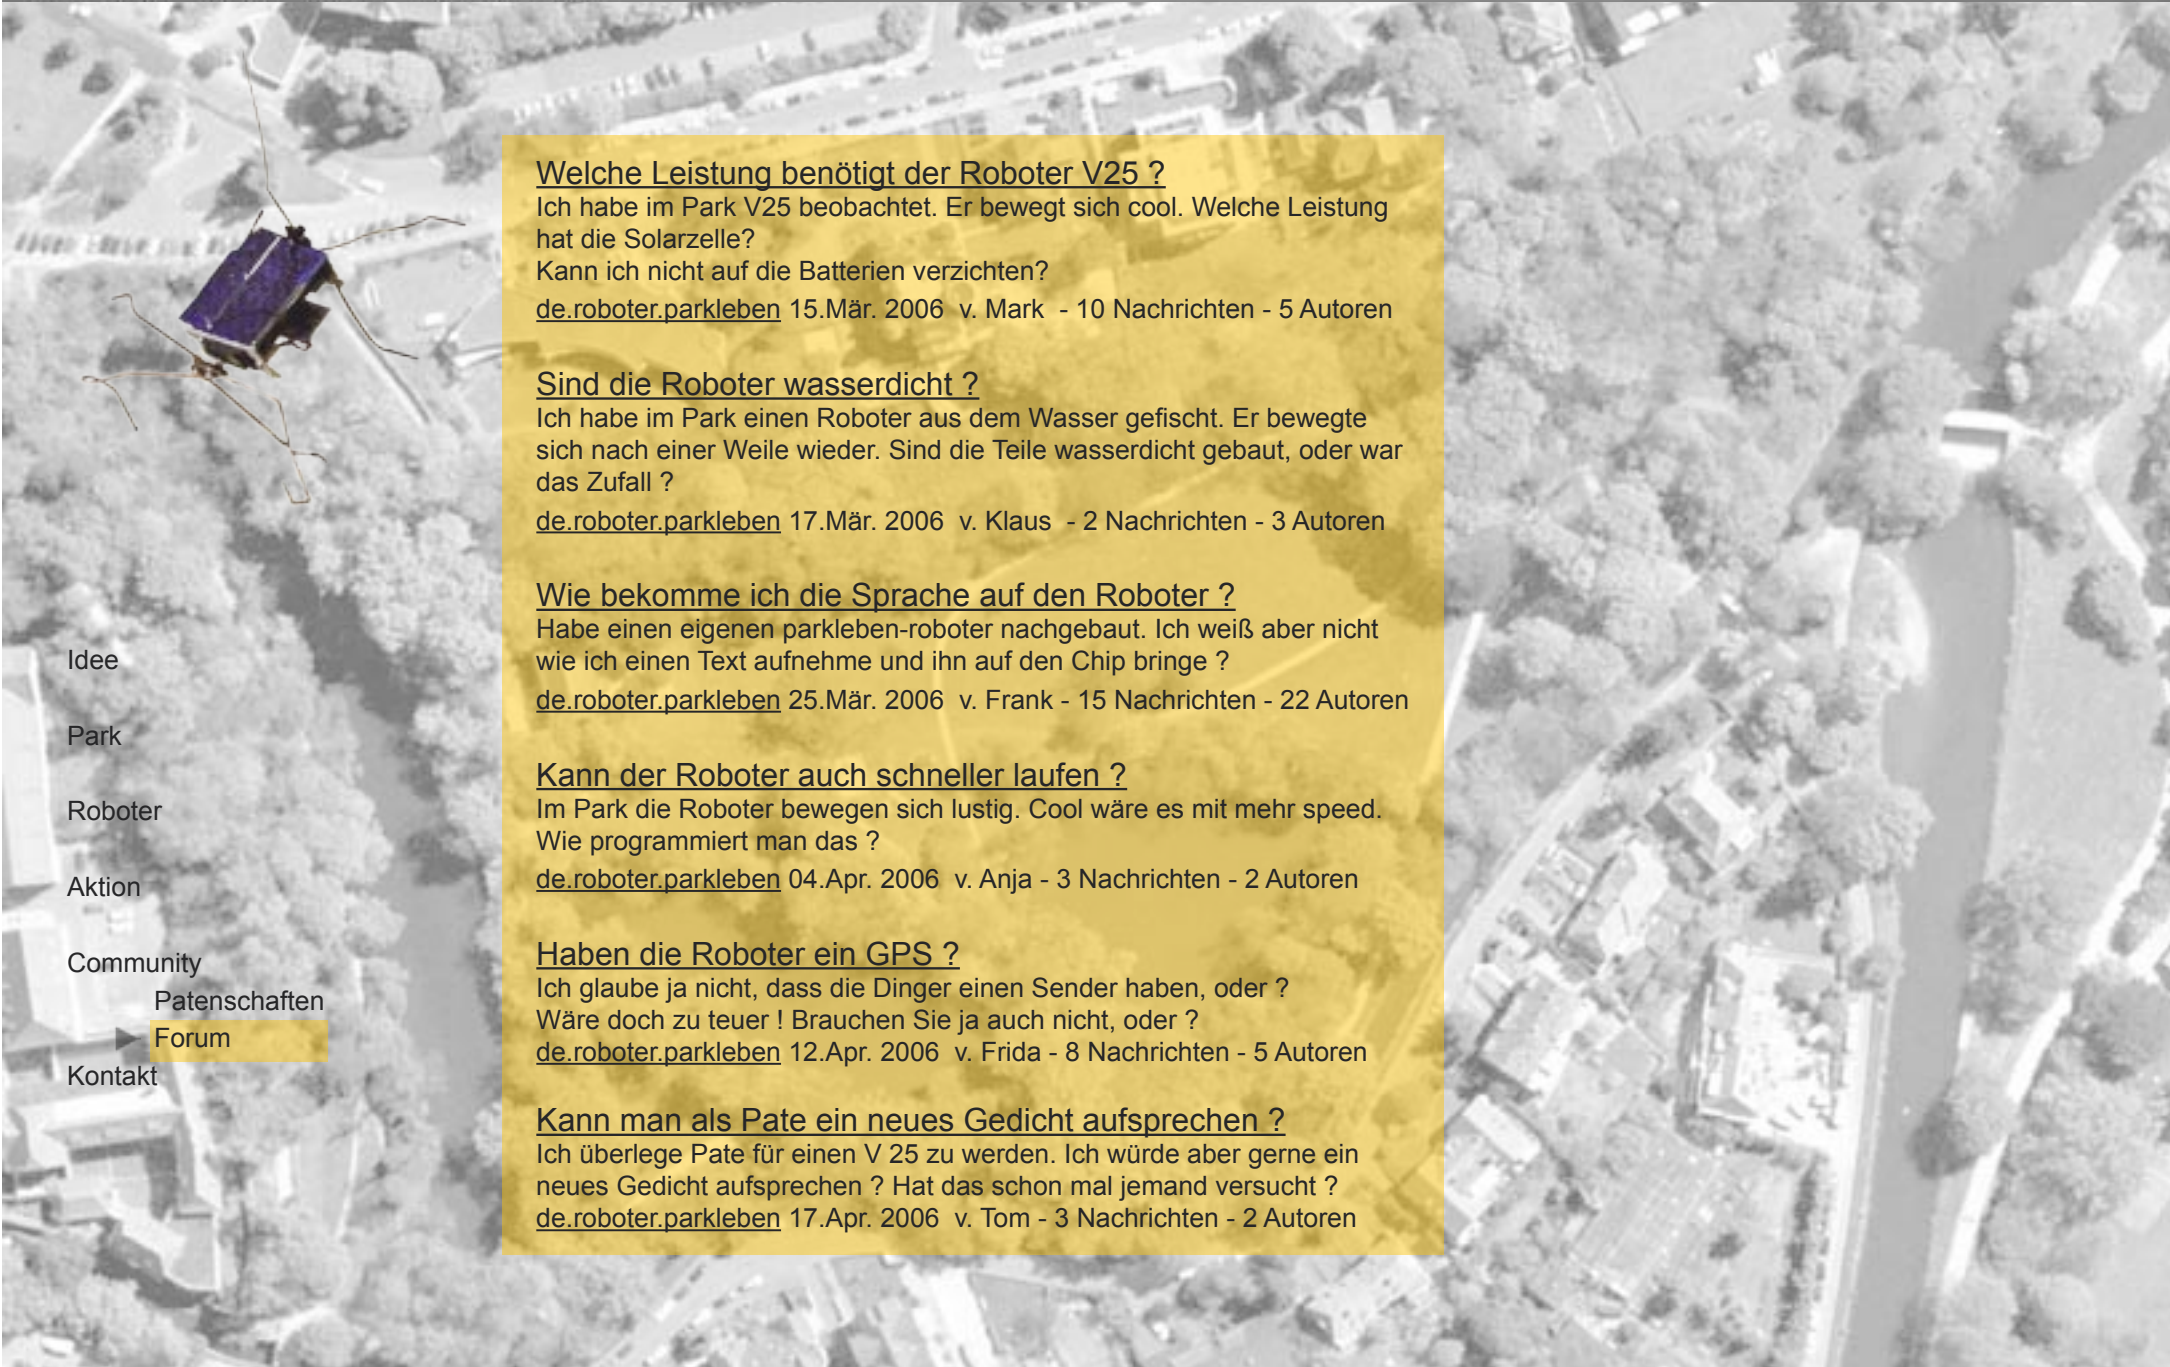 Welche Leistung benötigt der Roboter V25 ?
Ich habe im Park V25 beobachtet. Er bewegt sich cool. Welche Leistung
hat die Solarzelle?
Kann ich nicht auf die Batterien verzichten?
de.roboter.parkleben 15.Mär. 2006 v. Mark - 10 Nachrichten - 5 Autoren
Sind die Roboter wasserdicht ?
Ich habe im Park einen Roboter aus dem Wasser gefischt. Er bewegte
sich nach einer Weile wieder. Sind die Teile wasserdicht gebaut, oder war
das Zufall ?
de.roboter.parkleben 17.Mär. 2006 v. Klaus - 2 Nachrichten - 3 Autoren
Wie bekomme ich die Sprache auf den Roboter ?
Habe einen eigenen parkleben-roboter nachgebaut. Ich weiß aber nicht
wie ich einen Text aufnehme und ihn auf den Chip bringe ?
de.roboter.parkleben 25.Mär. 2006 v. Frank - 15 Nachrichten - 22 Autoren
Kann der Roboter auch schneller laufen ?
Im Park die Roboter bewegen sich lustig. Cool wäre es mit mehr speed.
Wie programmiert man das ?
de.roboter.parkleben 04.Apr. 2006 v. Anja - 3 Nachrichten - 2 Autoren
Haben die Roboter ein GPS ?
Ich glaube ja nicht, dass die Dinger einen Sender haben, oder ?
Wäre doch zu teuer ! Brauchen Sie ja auch nicht, oder ?
de.roboter.parkleben 12.Apr. 2006 v. Frida - 8 Nachrichten - 5 Autoren
Kann man als Pate ein neues Gedicht aufsprechen ?
Ich überlege Pate für einen V 25 zu werden. Ich würde aber gerne ein
neues Gedicht aufsprechen ? Hat das schon mal jemand versucht ?
de.roboter.parkleben 17.Apr. 2006 v. Tom - 3 Nachrichten - 2 Autoren
Idee
Park
Roboter
Aktion
Community
Patenschaften
Forum
Kontakt